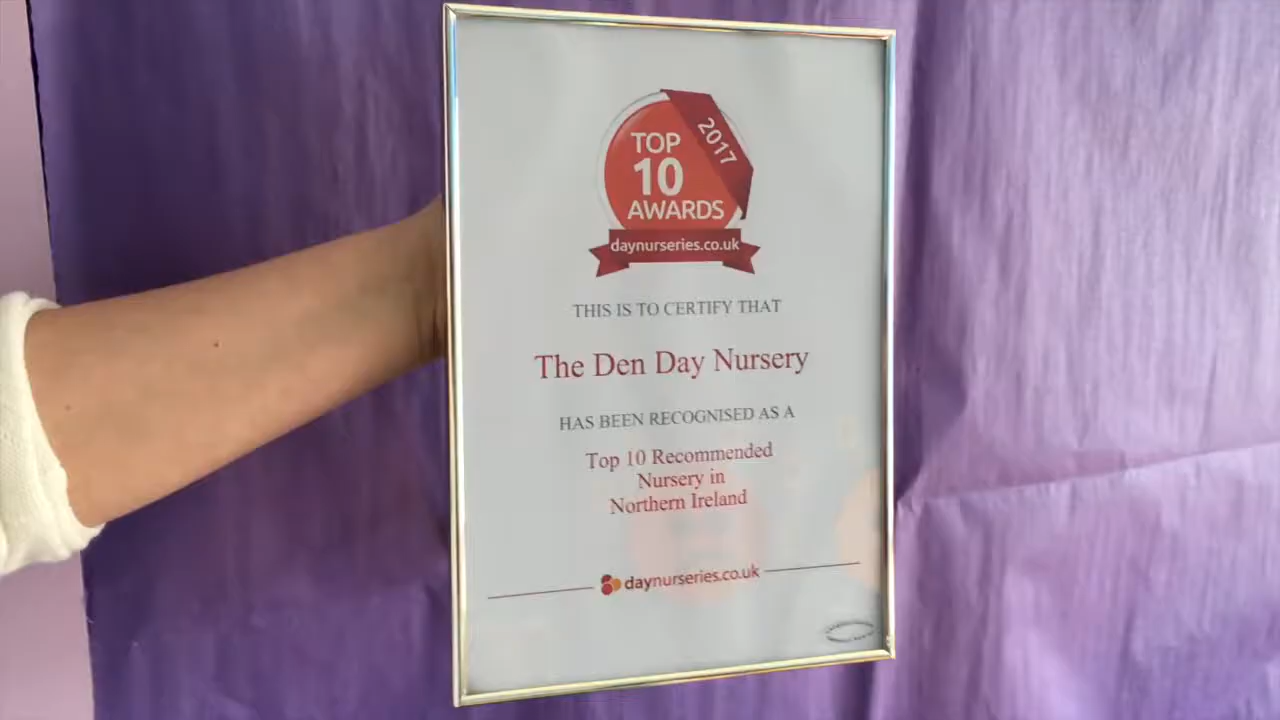 TOP
10
AWARDS
2017
daynurseries.co.uk
THIS IS TO CERTIFY THAT
The Den Day Nursery
HAS BEEN RECOGNISED AS A
Top 10 Recommended
Nursery in
Northern Ireland
daynurseries.co.uk